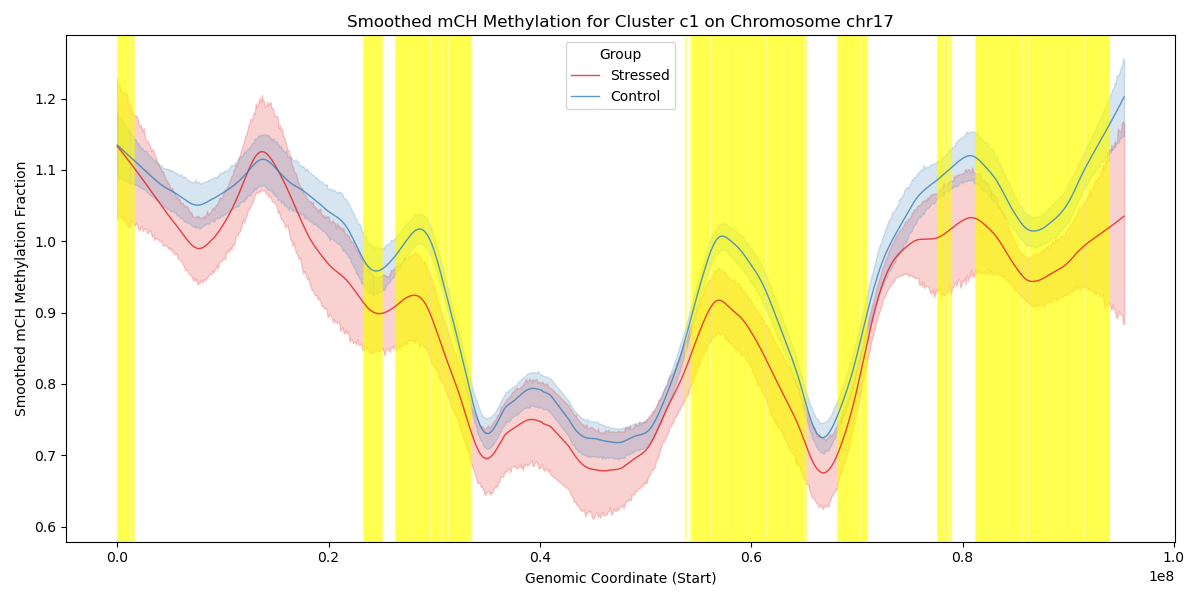 Smoothed mCH Methylation for Cluster c1 on Chromosome chr17
Group
Stressed
Control
Smoothed mCH Methylation Fraction
1.2
1.1
1.0
0.9
0.8
0.7
0.6
0.0 0.2 0.4 0.6 0.8 1.0
1e8
Genomic Coordinate (Start)